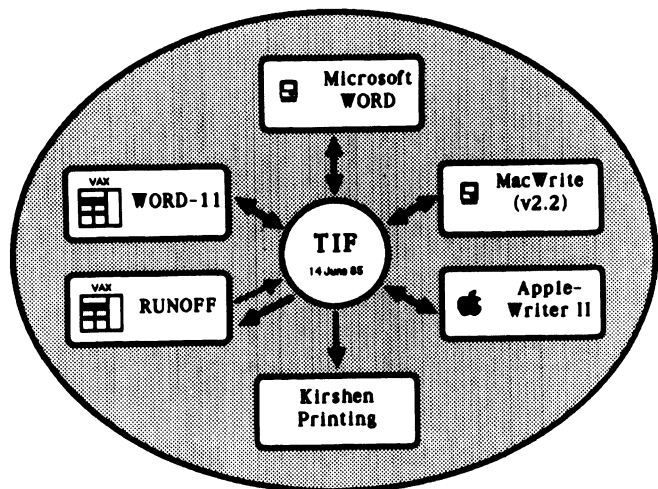 Microsoft
WORD
VAX
WORD-11
MacWrite
(v2.2)
TIF
14 June 85
VAX
RUNOFF
Apple-
Writer II
Kirshen
Printing